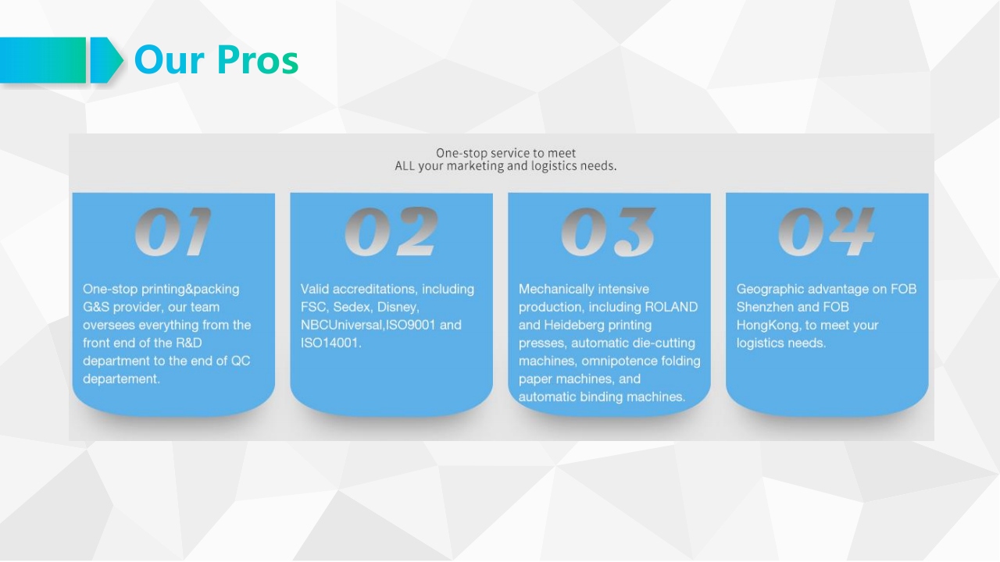 Our Pros
One-stop service to meet
ALL your marketing and logistics needs.
01
One-stop printing&packing
G&S provider, our team
oversees everything from the
front end of the R&D
department to the end of QC
departement.
02
Valid accreditations, including
FSC, Sedex, Disney,
NBCUniversal,ISO9001 and
ISO14001.
03
Mechanically intensive
production, including ROLAND
and Heideberg printing
presses, automatic die-cutting
machines, omnipotence folding
paper machines, and
automatic binding machines.
04
Geographic advantage on FOB
Shenzhen and FOB
HongKong, to meet your
logistics needs.